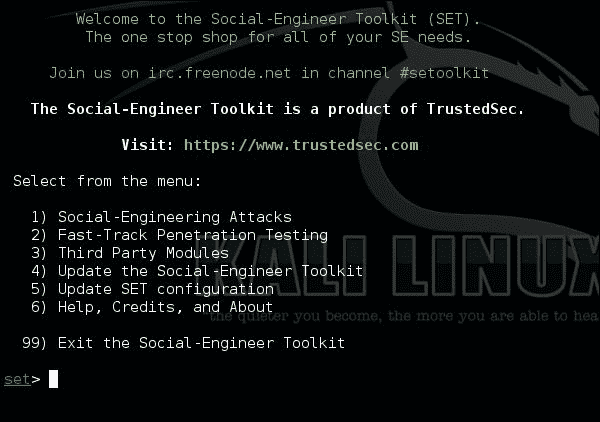 Welcome to the Social-Engineer Toolkit (SET).
The one stop shop for all of your SE needs.
Join us on irc.freenode.net in channel #setoolkit
The Social-Engineer Toolkit is a product of TrustedSec.
Visit: https://www.trustedsec.com
Select from the menu:
1) Social-Engineering Attacks
2) Fast-Track Penetration Testing
3) Third Party Modules
4) Update the Social-Engineer Toolkit
5) Update SET configuration
6) Help, Credits, and About
99) Exit the Social-Engineer Toolkit
set>
KALI LINUX
the quieter you become, the more you are able to hea